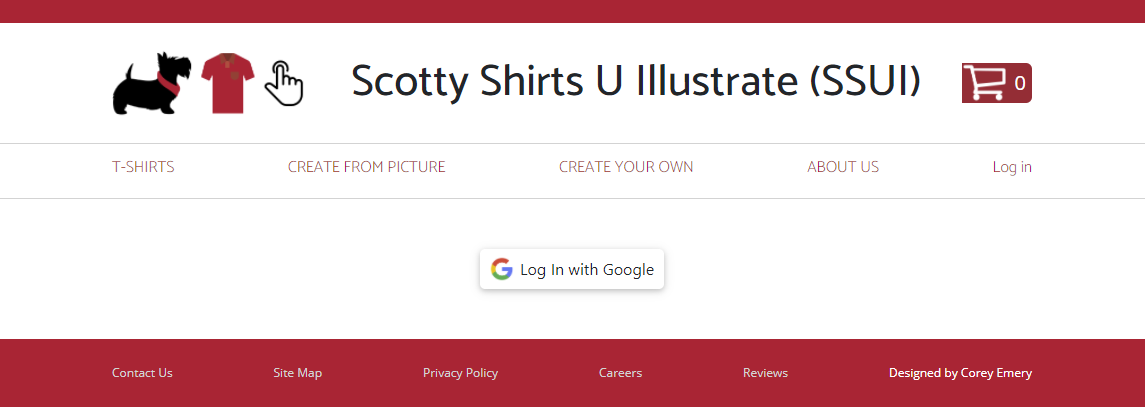 Scotty Shirts U Illustrate (SSUI)
0
T-SHIRTS CREATE FROM PICTURE CREATE YOUR OWN ABOUT US Log in
Log In with Google
Contact Us Site Map Privacy Policy Careers Reviews Designed by Corey Emery